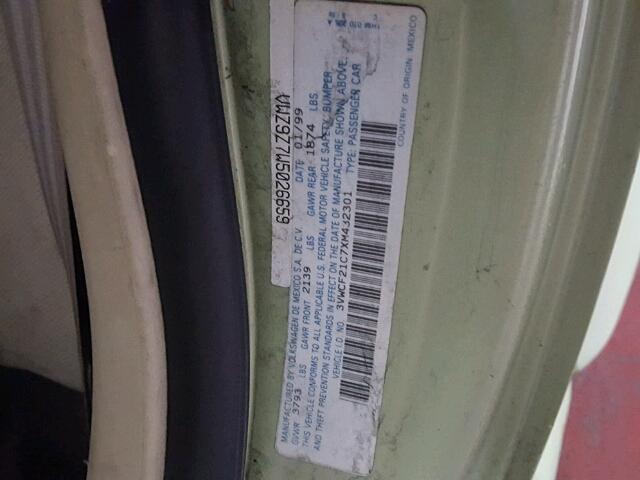 MANUFACTURED BY VOLKSWAGEN DE MEXICO S.A. DE C.V. DATE 01/99
GVWR 3793 LBS GAWR FRONT 2139 LBS GAWR REAR 1874 LBS
THIS VEHICLE CONFORMS TO ALL APPLICABLE U.S. FEDERAL MOTOR VEHICLE SAFETY, BUMPER
AND THEFT PREVENTION STANDARDS IN EFFECT ON THE DATE OF MANUFACTURE SHOWN ABOVE.
VEHICLE I.D. NO. 3VWCF21C7XM432301 TYPE: PASSENGER CAR
COUNTRY OF ORIGIN: MEXICO
VWZ9Z7W5026659